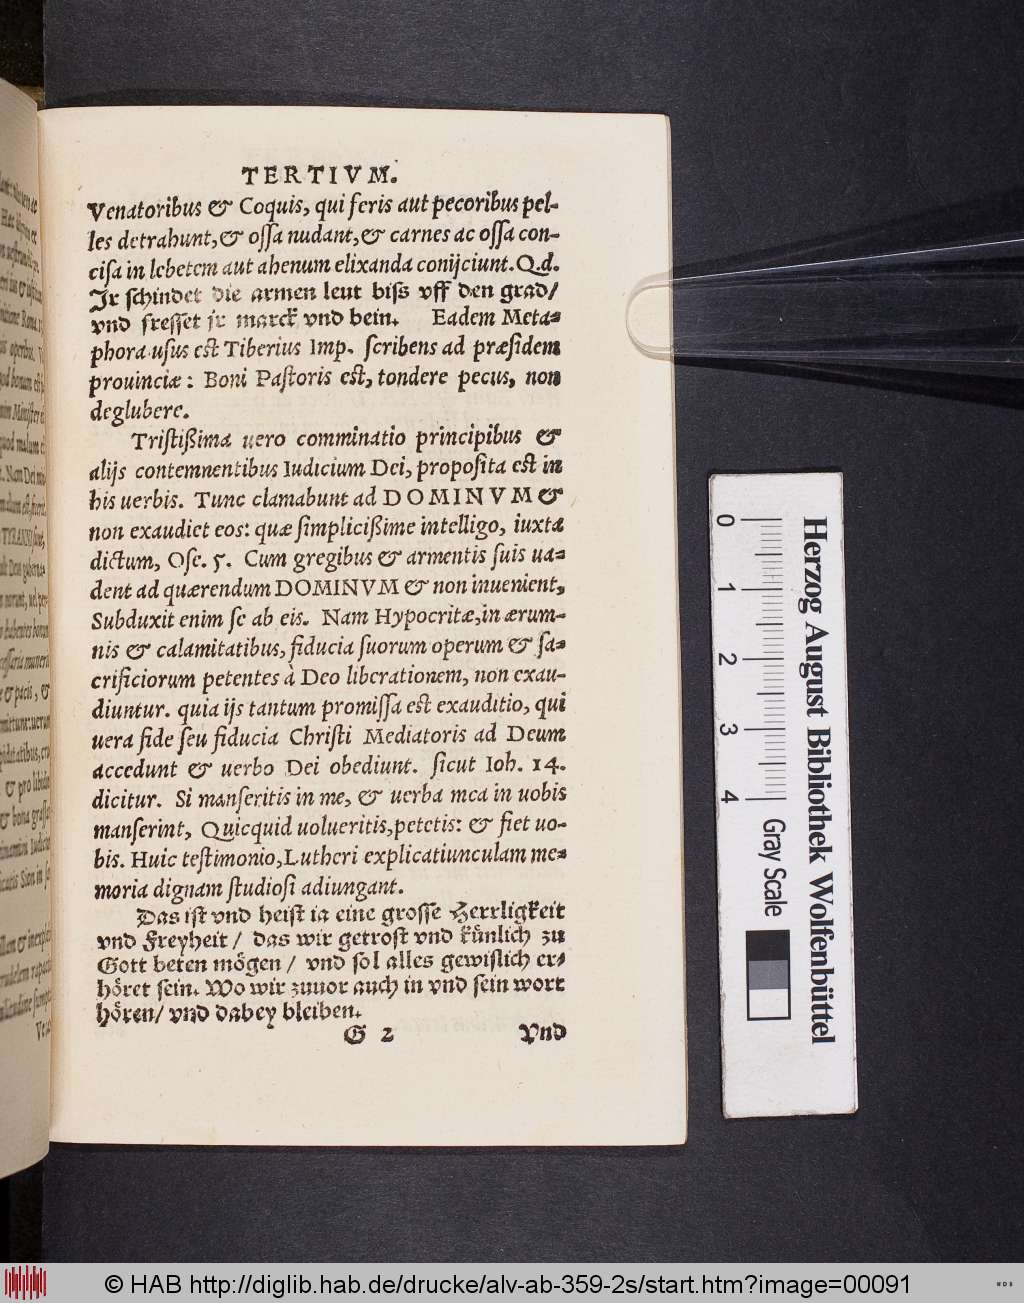 TERTIVM.
Venatoribus & Coquis, qui feris aut pecoribus pel-
les detrahunt, & ossa nudant, & carnes ac ossa con-
cisa in lebetem aut ahenum elixanda conijciunt. Q.d.
Jr schindet die armen leut biss vff den grad/
vnd fresset jr marck vnd bein. Eadem Meta-
phora usus est Tiberius Imp. scribens ad præsidem
prouinciæ: Boni Pastoris est, tondere pecus, non
deglubere.
Tristißima uero comminatio principibus &
alijs contemnentibus Iudicium Dei, proposita est in
his uerbis. Tunc clamabunt ad DOMINVM &
non exaudiet eos: quæ simplicißime intelligo, iuxta
dictum, Ose. 5. Cum gregibus & armentis suis ua-
dent ad quærendum DOMINVM & non inuenient,
Subduxit enim se ab eis. Nam Hypocritæ, in ærum-
nis & calamitatibus, fiducia suorum operum & sa-
crificiorum petentes à Deo liberationem, non exau-
diuntur. quia ijs tantum promissa est exauditio, qui
uera fide seu fiducia Christi Mediatoris ad Deum
accedunt & uerbo Dei obediunt. sicut Ioh. 14.
dicitur. Si manseritis in me, & uerba mea in uobis
manserint, Quicquid uolueritis, petetis: & fiet uo-
bis. Huic testimonio, Lutheri explicatiunculam me-
moria dignam studiosi adiungant.
Das ist vnd heist ia eine grosse Herrligkeit
vnd Freyheit / das wir getrost vnd künlich zu
Gott beten mögen / vnd sol alles gewislich er-
höret sein. Wo wir zuuor auch in vnd sein wort
hören / vnd dabey bleiben.
G 2 Vnd
0 1 2 3 4
Gray Scale
Herzog August Bibliothek Wolfenbüttel
© HAB http://diglib.hab.de/drucke/alv-ab-359-2s/start.htm?image=00091